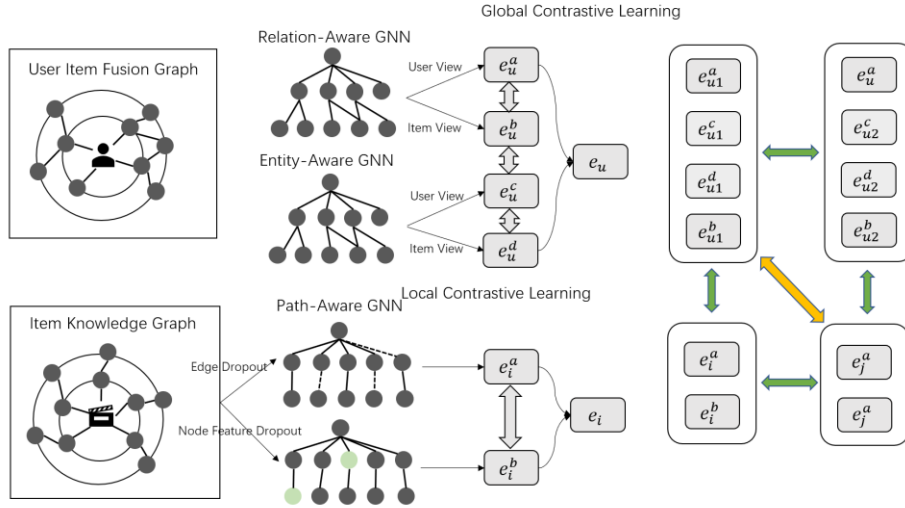 Global Contrastive Learning
Relation-Aware GNN
User Item Fusion Graph
User View
Item View
e_u^a
e_u^b
Entity-Aware GNN
User View
Item View
e_u^c
e_u^d
e_u
Local Contrastive Learning
Path-Aware GNN
Item Knowledge Graph
Edge Dropout
Node Feature Dropout
e_i^a
e_i^b
e_i
e_{u1}^a
e_{u1}^c
e_{u1}^d
e_{u1}^b
e_u^a
e_{u2}^c
e_{u2}^d
e_{u2}^b
e_i^a
e_i^b
e_j^a
e_j^a